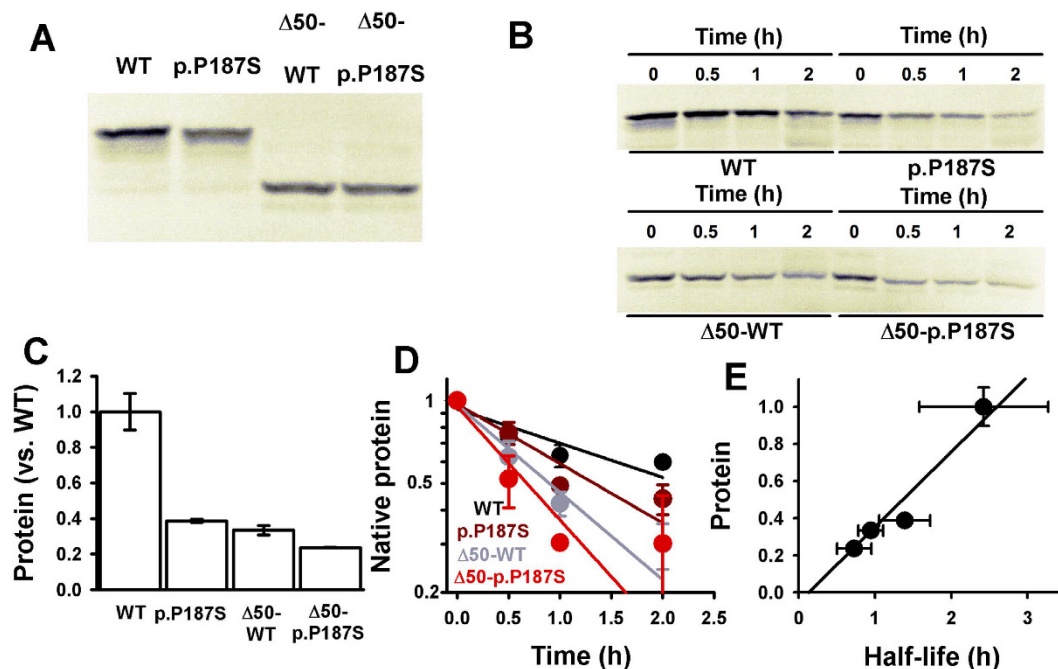 A
WT p.P187S Δ50- Δ50-
WT p.P187S
B
Time (h) Time (h)
0 0.5 1 2 0 0.5 1 2
WT p.P187S
Time (h) Time (h)
0 0.5 1 2 0 0.5 1 2
Δ50-WT Δ50-p.P187S
C
Protein (vs. WT)
1.2
1.0
0.8
0.6
0.4
0.2
0.0
WT p.P187S Δ50- Δ50-
WT p.P187S
D
Native protein
1
0.5
0.2
WT
p.P187S
Δ50-WT
Δ50-p.P187S
0.0 0.5 1.0 1.5 2.0 2.5
Time (h)
E
Protein
1.0
0.8
0.6
0.4
0.2
0.0
0 1 2 3
Half-life (h)